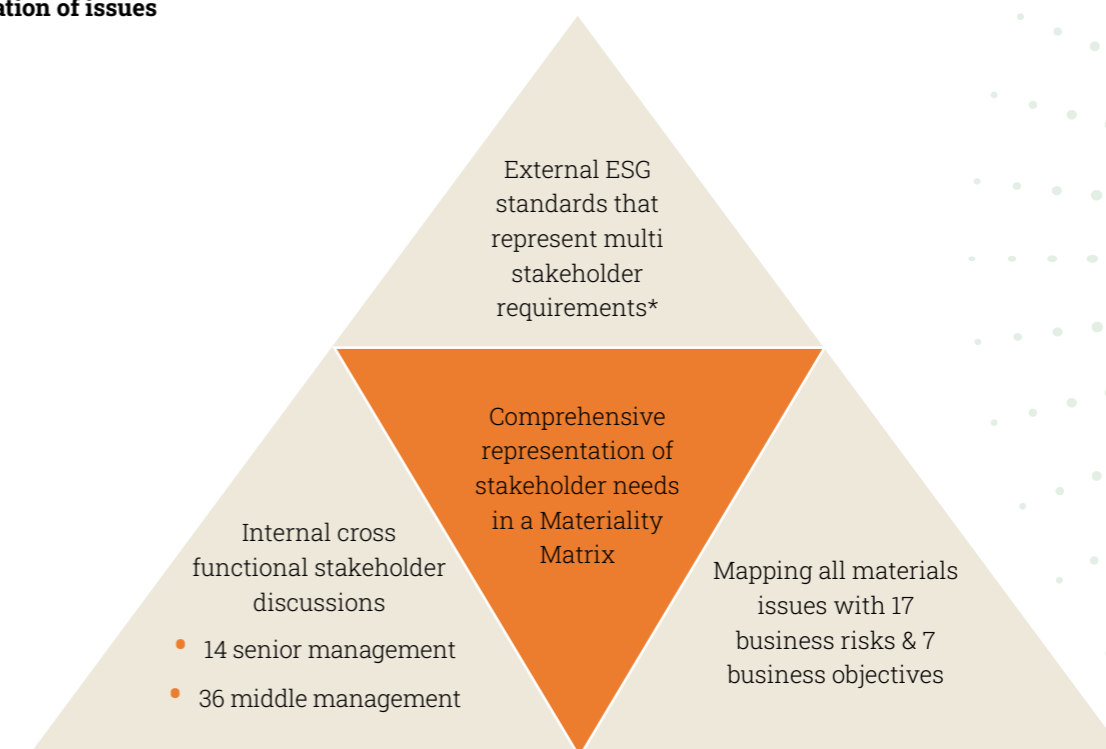 ation of issues
External ESG
standards that
represent multi
stakeholder
requirements*
Comprehensive
representation of
stakeholder needs
in a Materiality
Matrix
Internal cross
functional stakeholder
discussions
• 14 senior management
• 36 middle management
Mapping all materials
issues with 17
business risks & 7
business objectives